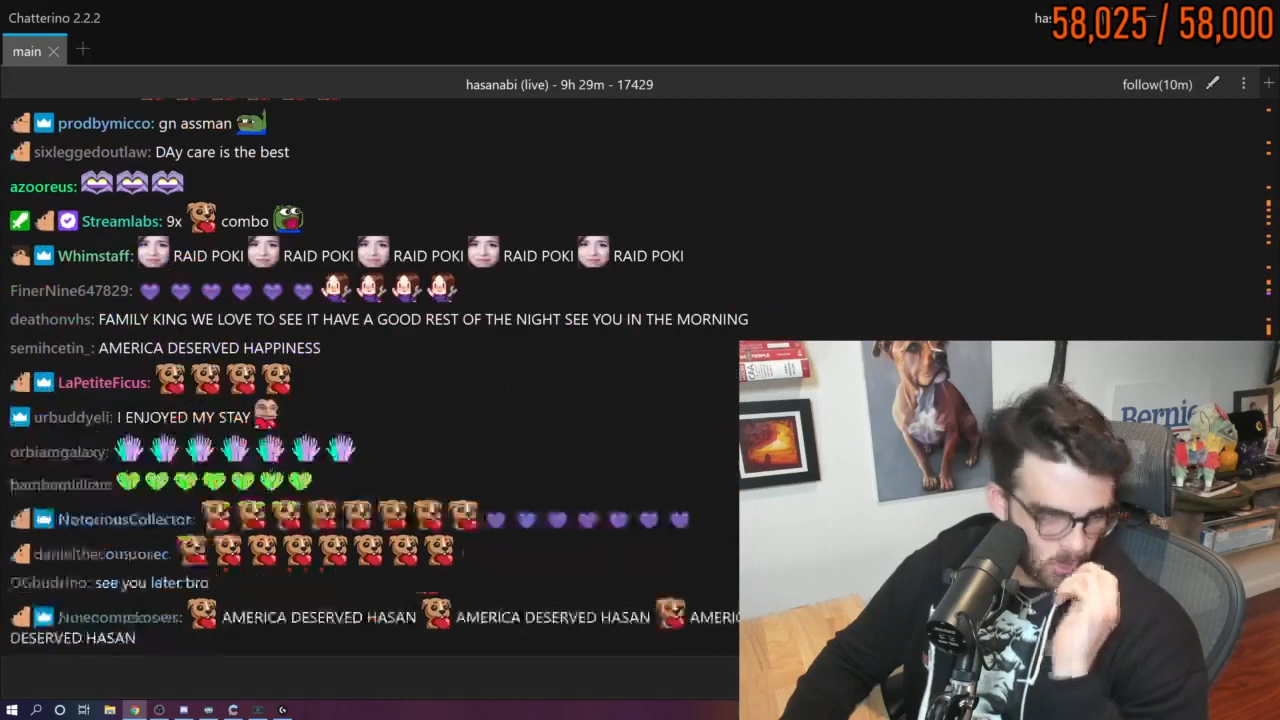 Chatterino 2.2.2
has
58,025 / 58,000
main
hasanabi (live) - 9h 29m - 17429
follow(10m)
prodbymicco: gn assman
sixleggedoutlaw: DAy care is the best
azooreus:
Streamlabs: 9x combo
Whimstaff: RAID POKI RAID POKI RAID POKI RAID POKI RAID POKI
FinerNine647829:
deathonvhs: FAMILY KING WE LOVE TO SEE IT HAVE A GOOD REST OF THE NIGHT SEE YOU IN THE MORNING
semihcetin_: AMERICA DESERVED HAPPINESS
LaPetiteFicus:
urbuddyeli: I ENJOYED MY STAY
orbiamgalaxy:
NotoriousCollector
see you later bro
AMERICA DESERVED HASAN AMERICA DESERVED HASAN AMERIC
DESERVED HASAN
PEOPLE
Bernie